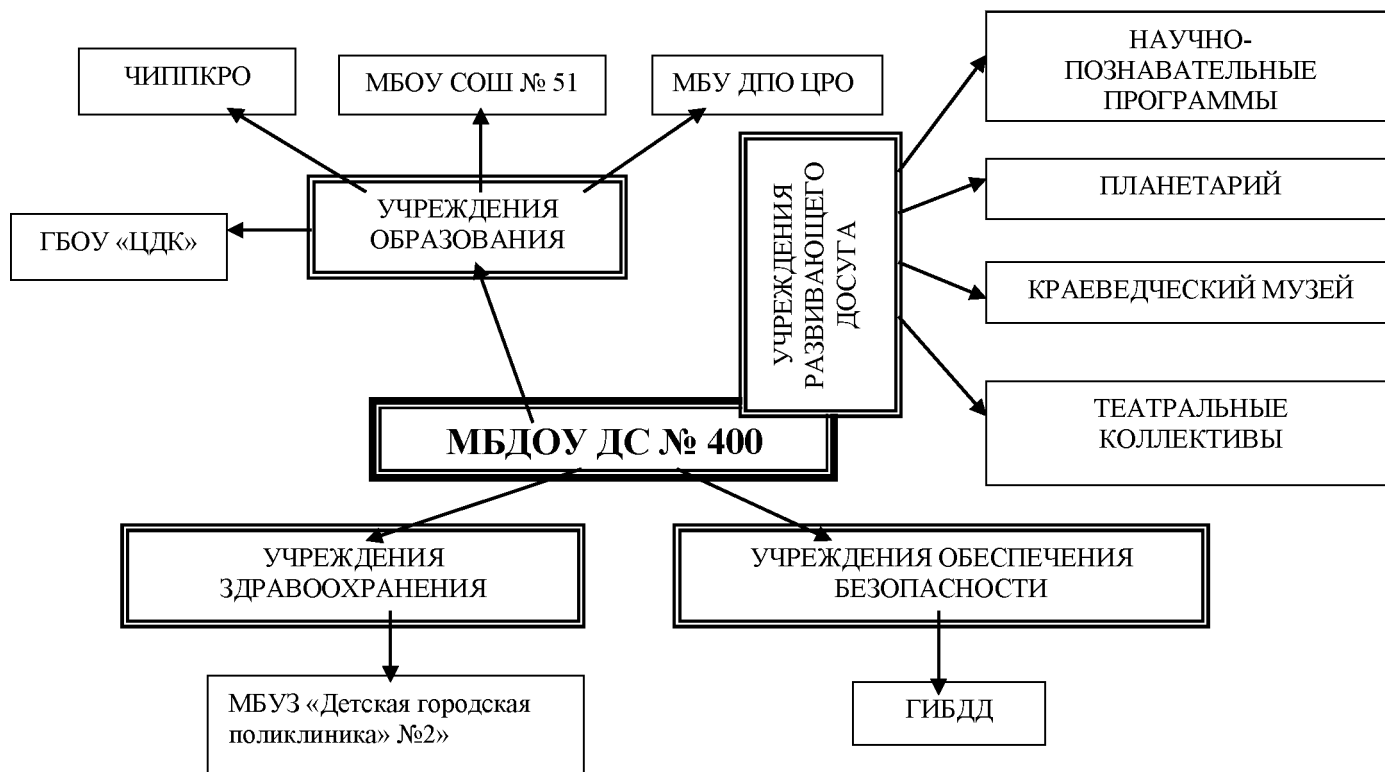 ЧИППКРО
МБОУ СОШ № 51
МБУ ДПО ЦРО
НАУЧНО-
ПОЗНАВАТЕЛЬНЫЕ
ПРОГРАММЫ
УЧРЕЖДЕНИЯ
ОБРАЗОВАНИЯ
УЧРЕЖДЕНИЯ
РАЗВИВАЮЩЕГО
ДОСУГА
ПЛАНЕТАРИЙ
ГБОУ «ЦДК»
КРАЕВЕДЧЕСКИЙ МУЗЕЙ
ТЕАТРАЛЬНЫЕ
КОЛЛЕКТИВЫ
МБДОУ ДС № 400
УЧРЕЖДЕНИЯ
ЗДРАВООХРАНЕНИЯ
УЧРЕЖДЕНИЯ ОБЕСПЕЧЕНИЯ
БЕЗОПАСНОСТИ
МБУЗ «Детская городская
поликлиника» №2»
ГИБДД